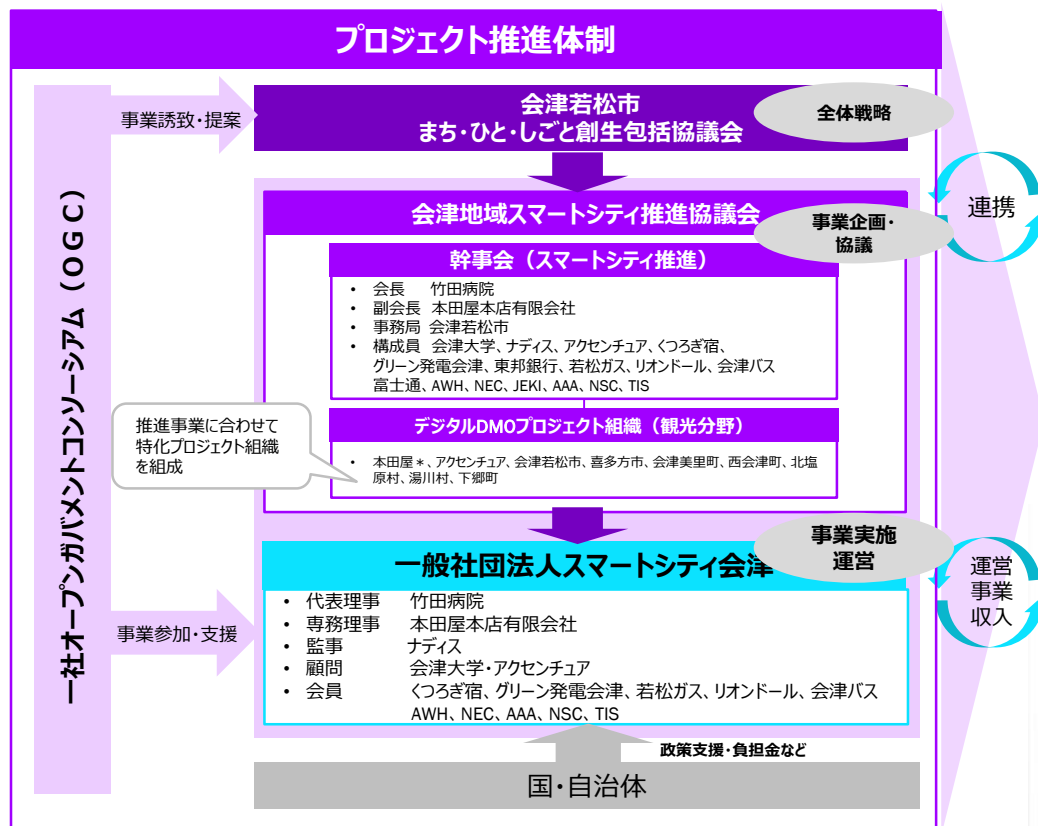 プロジェクト推進体制
一社オープンガバメントコンソーシアム(OGC)
事業誘致・提案
会津若松市
まち・ひと・しごと創生包括協議会
全体戦略
連携
会津地域スマートシティ推進協議会
事業企画・
協議
幹事会(スマートシティ推進)
• 会長 竹田病院
• 副会長 本田屋本店有限会社
• 事務局 会津若松市
• 構成員 会津大学、ナディス、アクセンチュア、くつろぎ宿、
グリーン発電会津、東邦銀行、若松ガス、リオンドール、会津バス
富士通、AWH、NEC、JEKI、AAA、NSC、TIS
推進事業に合わせて
特化プロジェクト組織
を組成
デジタルDMOプロジェクト組織(観光分野)
• 本田屋*、アクセンチュア、会津若松市、喜多方市、会津美里町、西会津町、北塩
原村、湯川村、下郷町
事業実施
運営
一般社団法人スマートシティ会津
運営
事業
収入
事業参加・支援
• 代表理事 竹田病院
• 専務理事 本田屋本店有限会社
• 監事 ナディス
• 顧問 会津大学・アクセンチュア
• 会員 くつろぎ宿、グリーン発電会津、若松ガス、リオンドール、会津バス
AWH、NEC、AAA、NSC、TIS
政策支援・負担金など
国・自治体